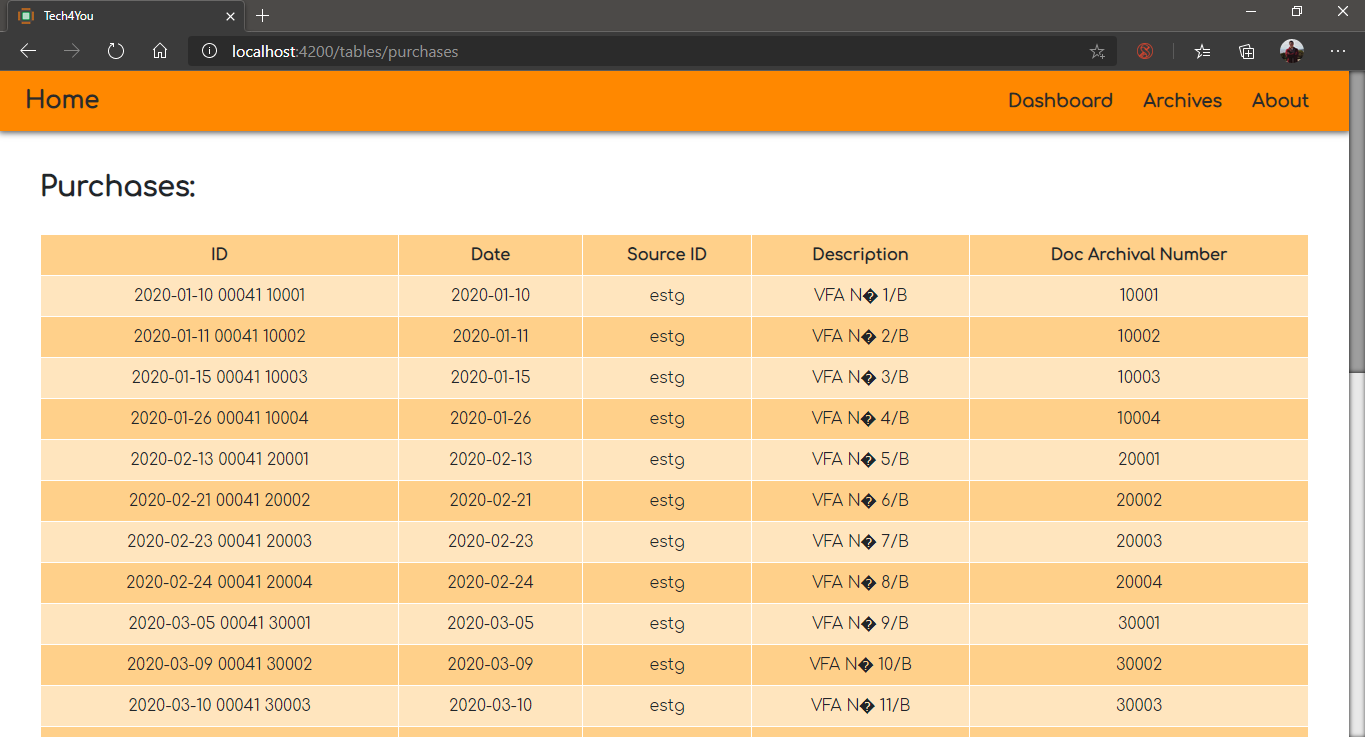 Tech4You
localhost:4200/tables/purchases
Home Dashboard Archives About
Purchases:
ID Date Source ID Description Doc Archival Number
2020-01-10 00041 10001 2020-01-10 estg VFA N� 1/B 10001
2020-01-11 00041 10002 2020-01-11 estg VFA N� 2/B 10002
2020-01-15 00041 10003 2020-01-15 estg VFA N� 3/B 10003
2020-01-26 00041 10004 2020-01-26 estg VFA N� 4/B 10004
2020-02-13 00041 20001 2020-02-13 estg VFA N� 5/B 20001
2020-02-21 00041 20002 2020-02-21 estg VFA N� 6/B 20002
2020-02-23 00041 20003 2020-02-23 estg VFA N� 7/B 20003
2020-02-24 00041 20004 2020-02-24 estg VFA N� 8/B 20004
2020-03-05 00041 30001 2020-03-05 estg VFA N� 9/B 30001
2020-03-09 00041 30002 2020-03-09 estg VFA N� 10/B 30002
2020-03-10 00041 30003 2020-03-10 estg VFA N� 11/B 30003